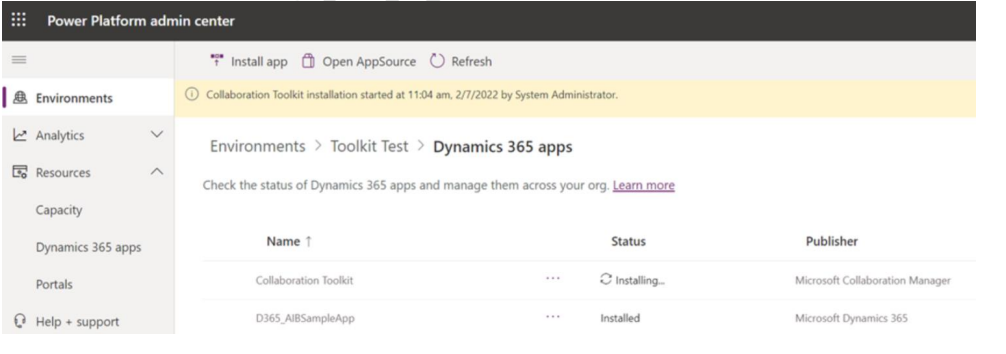 Power Platform admin center
Install app Open AppSource Refresh
Collaboration Toolkit installation started at 11:04 am, 2/7/2022 by System Administrator.
Environments
Analytics
Resources
Capacity
Dynamics 365 apps
Portals
Help + support
Environments > Toolkit Test > Dynamics 365 apps
Check the status of Dynamics 365 apps and manage them across your org. Learn more
Name ↑ Status Publisher
Collaboration Toolkit ... Installing... Microsoft Collaboration Manager
D365_AIBSampleApp ... Installed Microsoft Dynamics 365